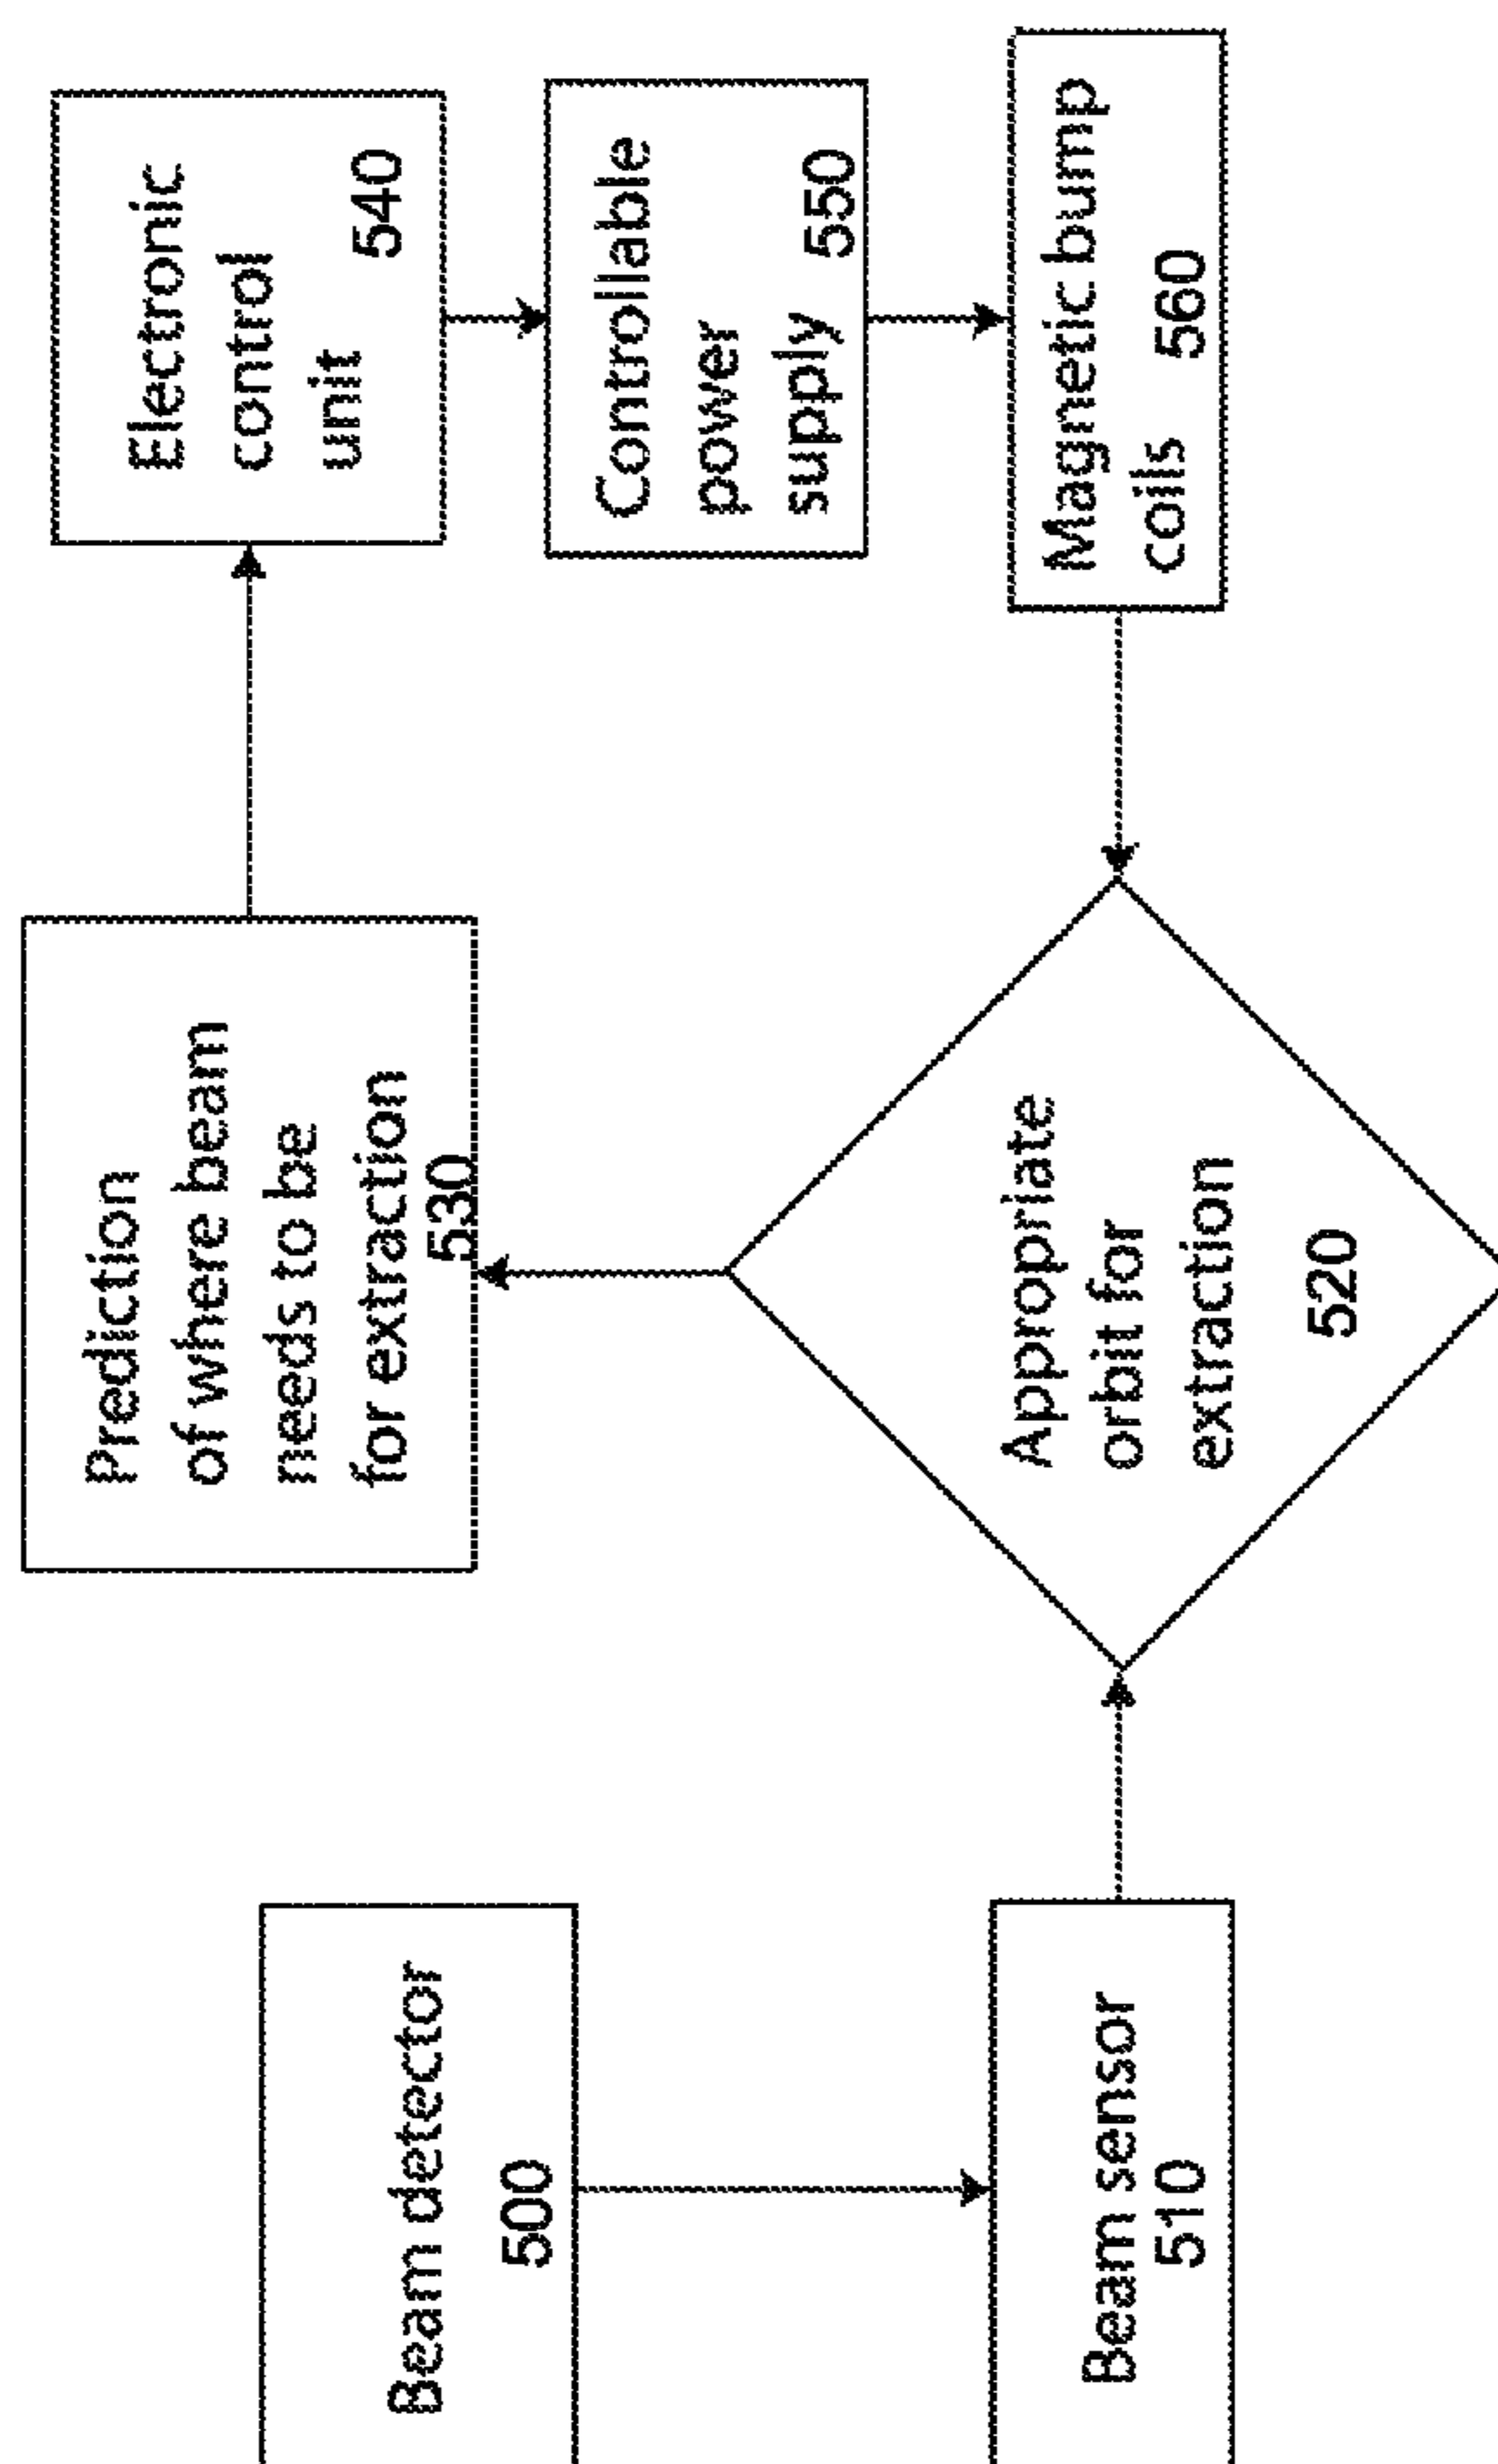 Beam detector
500
Beam sensor
510
Appropriate
orbit for
extraction
520
Prediction
of where beam
needs to be
for extraction
530
Electronic
control
unit
540
Controllable
power
supply 550
Magnetic bump
coils 560